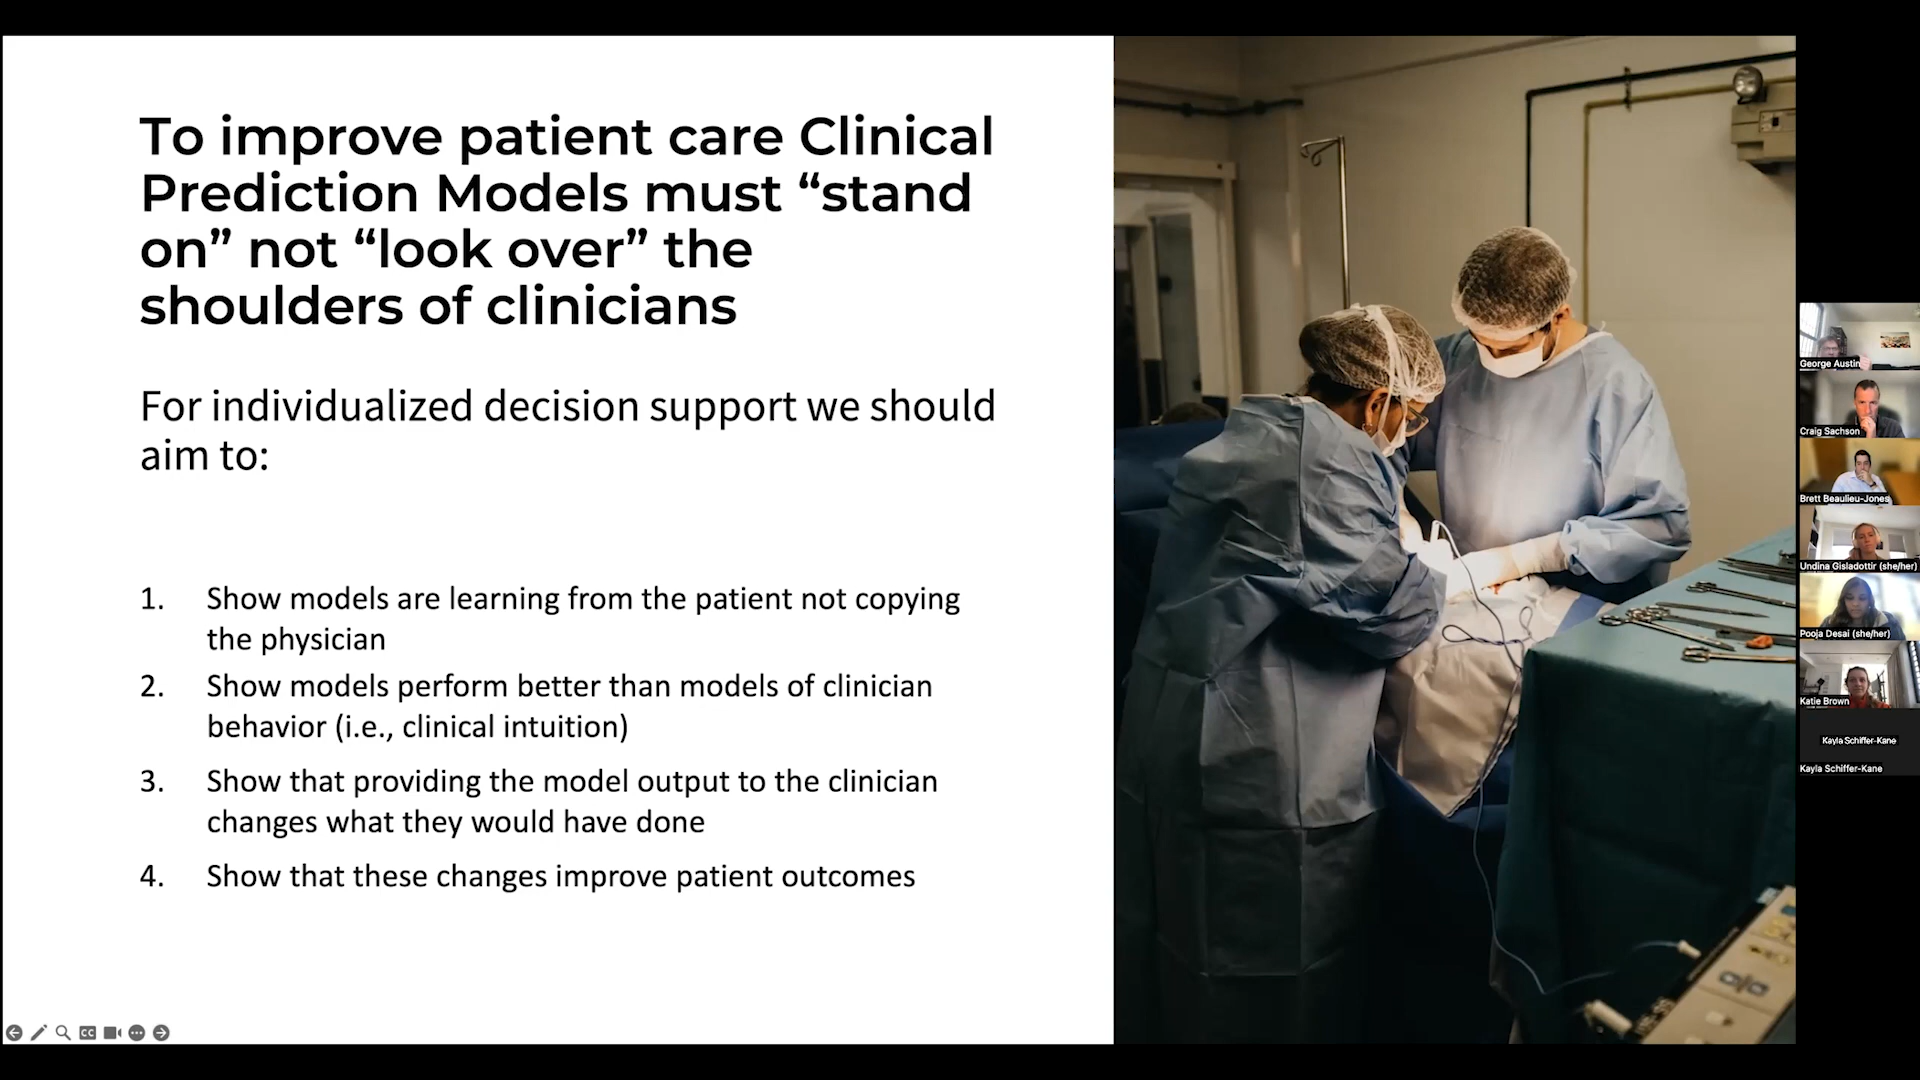 To improve patient care Clinical
Prediction Models must “stand
on” not “look over” the
shoulders of clinicians
For individualized decision support we should
aim to:
1. Show models are learning from the patient not copying
the physician
2. Show models perform better than models of clinician
behavior (i.e., clinical intuition)
3. Show that providing the model output to the clinician
changes what they would have done
4. Show that these changes improve patient outcomes
George Austin
Craig Sachson
Brett Beaulieu-Jones
Undina Gisladottir (she/her)
Pooja Desai (she/her)
Katie Brown
Kayla Schiffer-Kane
Kayla Schiffer-Kane
CC